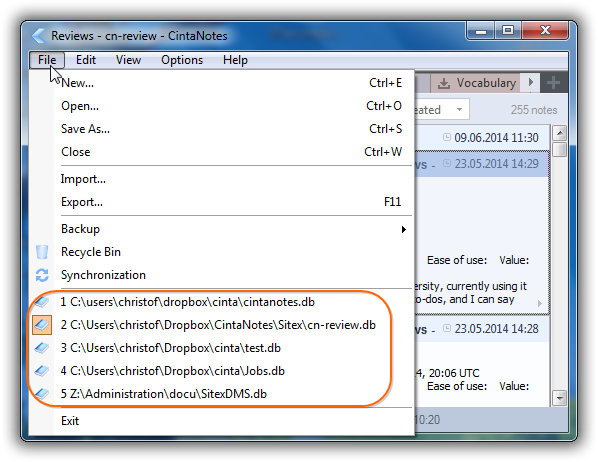 Reviews - cn-review - CintaNotes
File Edit View Options Help
New... Ctrl+E
Open... Ctrl+O
Save As... Ctrl+S
Close Ctrl+W
Import...
Export... F11
Backup
Recycle Bin
Synchronization
1 C:\users\christof\dropbox\cinta\cintanotes.db
2 C:\Users\christof\Dropbox\CintaNotes\Sitex\cn-review.db
3 C:\Users\christof\Dropbox\cinta\test.db
4 C:\Users\christof\Dropbox\cinta\Jobs.db
5 Z:\Administration\docu\SitexDMS.db
Exit
Vocabulary
eated 255 notes
09.06.2014 11:30
ws - 23.05.2014 14:29
Ease of use: Value:
ersity, currently using it
o-dos, and I can say
ws - 23.05.2014 14:28
4, 20:06 UTC
Ease of use: Value:
10:20